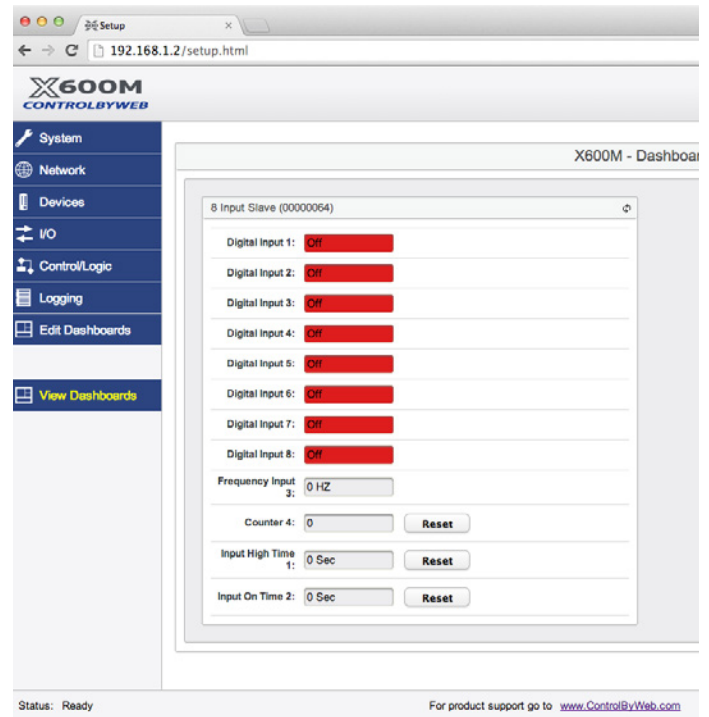 Setup
192.168.1.2/setup.html
X600M
CONTROLBYWEB
System
Network
Devices
I/O
Control/Logic
Logging
Edit Dashboards
View Dashboards
X600M - Dashboar
8 Input Slave (00000064)
Digital Input 1: Off
Digital Input 2: Off
Digital Input 3: Off
Digital Input 4: Off
Digital Input 5: Off
Digital Input 6: Off
Digital Input 7: Off
Digital Input 8: Off
Frequency Input
3: 0 HZ
Counter 4: 0 Reset
Input High Time
1: 0 Sec Reset
Input On Time 2: 0 Sec Reset
Status: Ready
For product support go to www.ControlByWeb.com